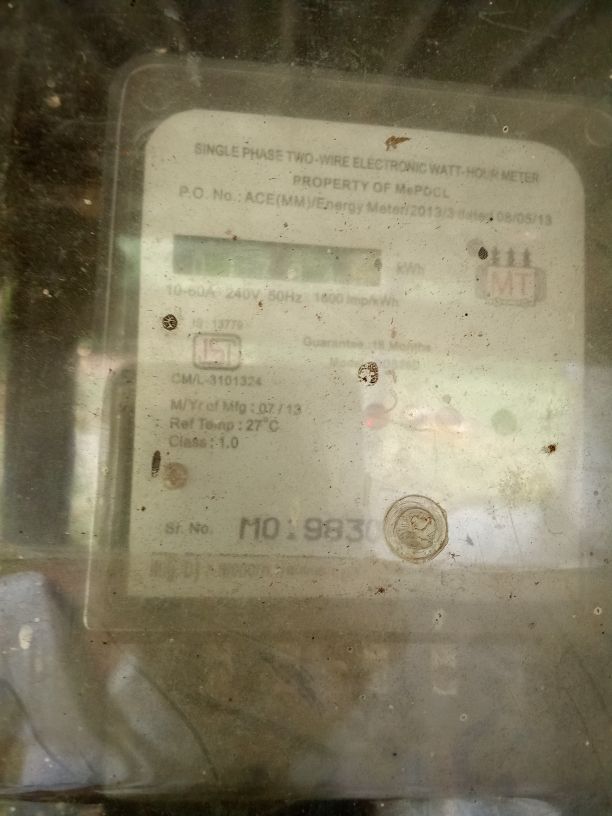 SINGLE PHASE TWO-WIRE ELECTRONIC WATT-HOUR METER
PROPERTY OF MePDCL
P.O. No.: ACE(MM)/Energy Meter/2013/3 dated 08/05/13
kWh
10-60A 240V 50Hz 1600 imp/kWh
IS : 13779
MT
Guarantee : 18 Months
CM/L-3101324
M/Yr of Mfg : 07 / 13
Ref Temp : 27°C
Class : 1.0
Sr. No.